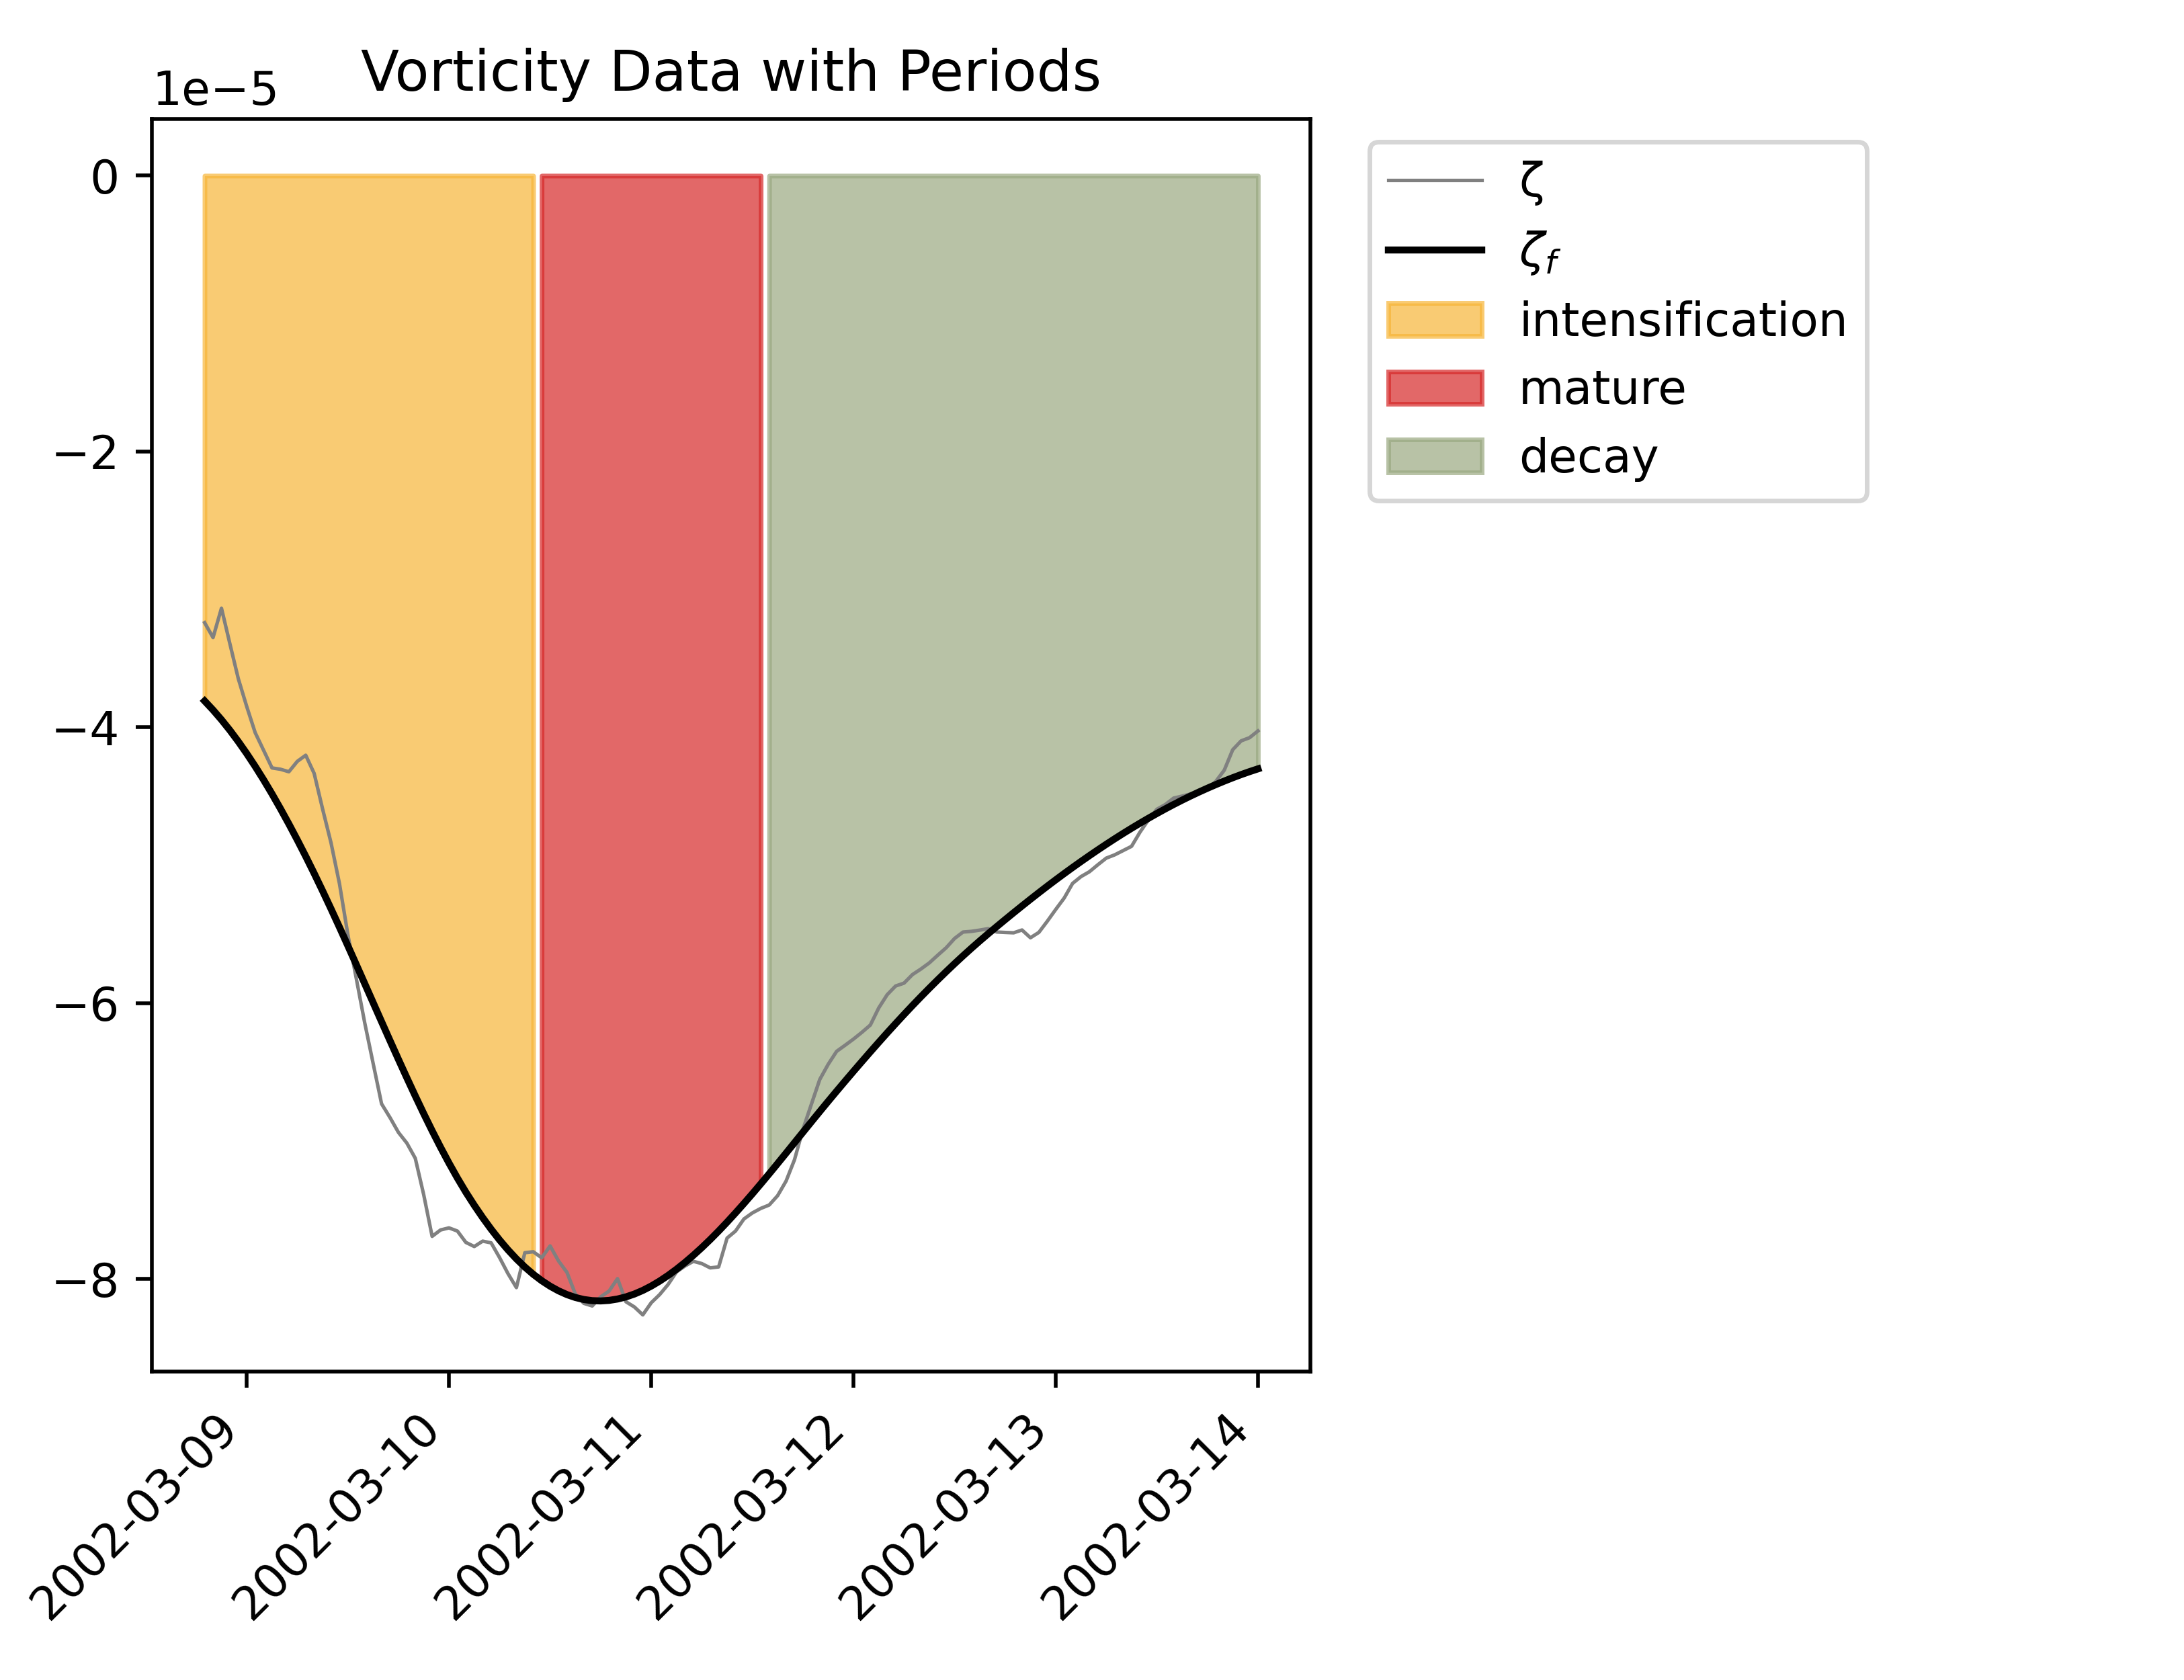 Vorticity Data with Periods
1e−5
0
−2
−4
−6
−8
2002-03-09
2002-03-10
2002-03-11
2002-03-12
2002-03-13
2002-03-14
ζ
ζf
intensification
mature
decay